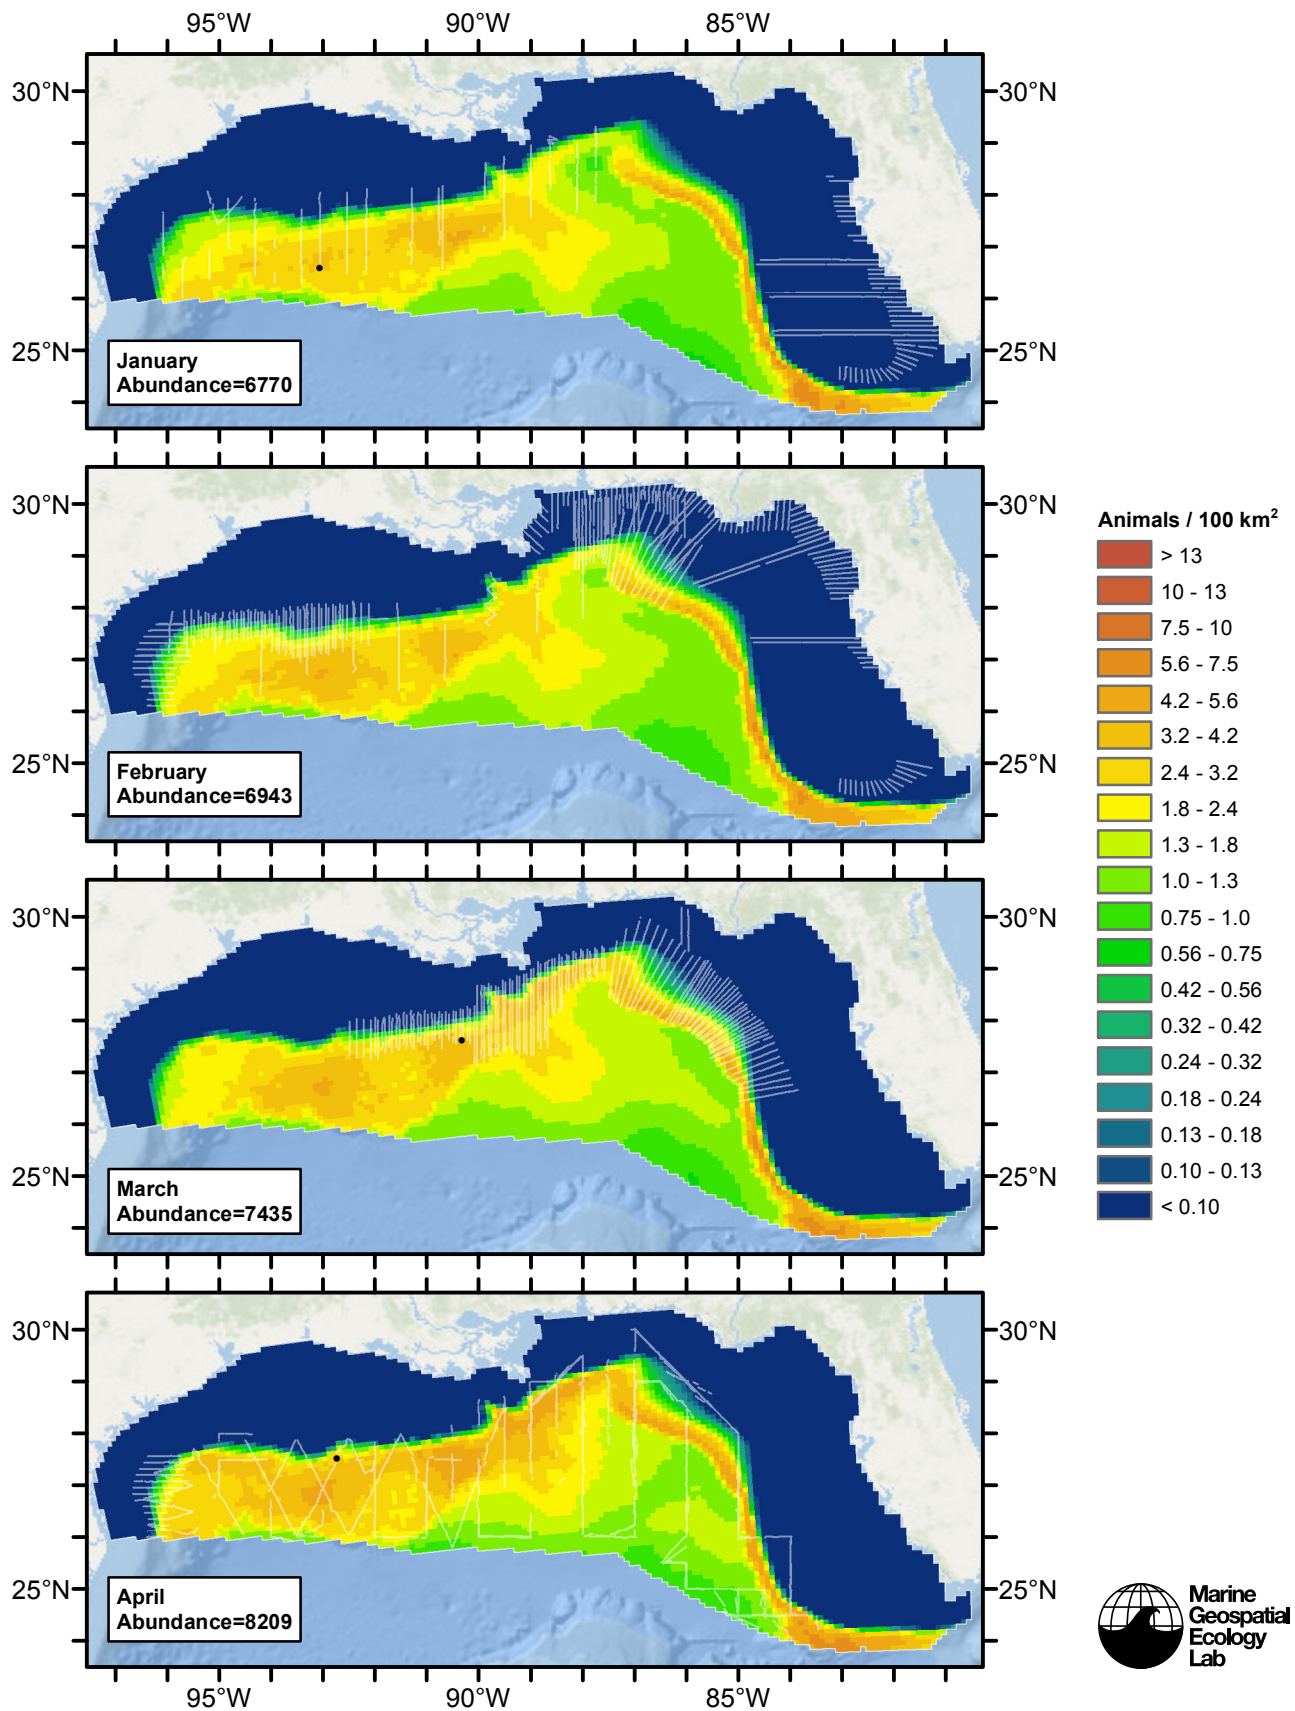 95°W 90°W 85°W
30°N 30°N
25°N 25°N
January
Abundance=6770
30°N 30°N
25°N 25°N
February
Abundance=6943
30°N 30°N
25°N 25°N
March
Abundance=7435
30°N 30°N
25°N 25°N
April
Abundance=8209
95°W 90°W 85°W
Animals / 100 km²
> 13
10 - 13
7.5 - 10
5.6 - 7.5
4.2 - 5.6
3.2 - 4.2
2.4 - 3.2
1.8 - 2.4
1.3 - 1.8
1.0 - 1.3
0.75 - 1.0
0.56 - 0.75
0.42 - 0.56
0.32 - 0.42
0.24 - 0.32
0.18 - 0.24
0.13 - 0.18
0.10 - 0.13
< 0.10
Marine
Geospatial
Ecology
Lab